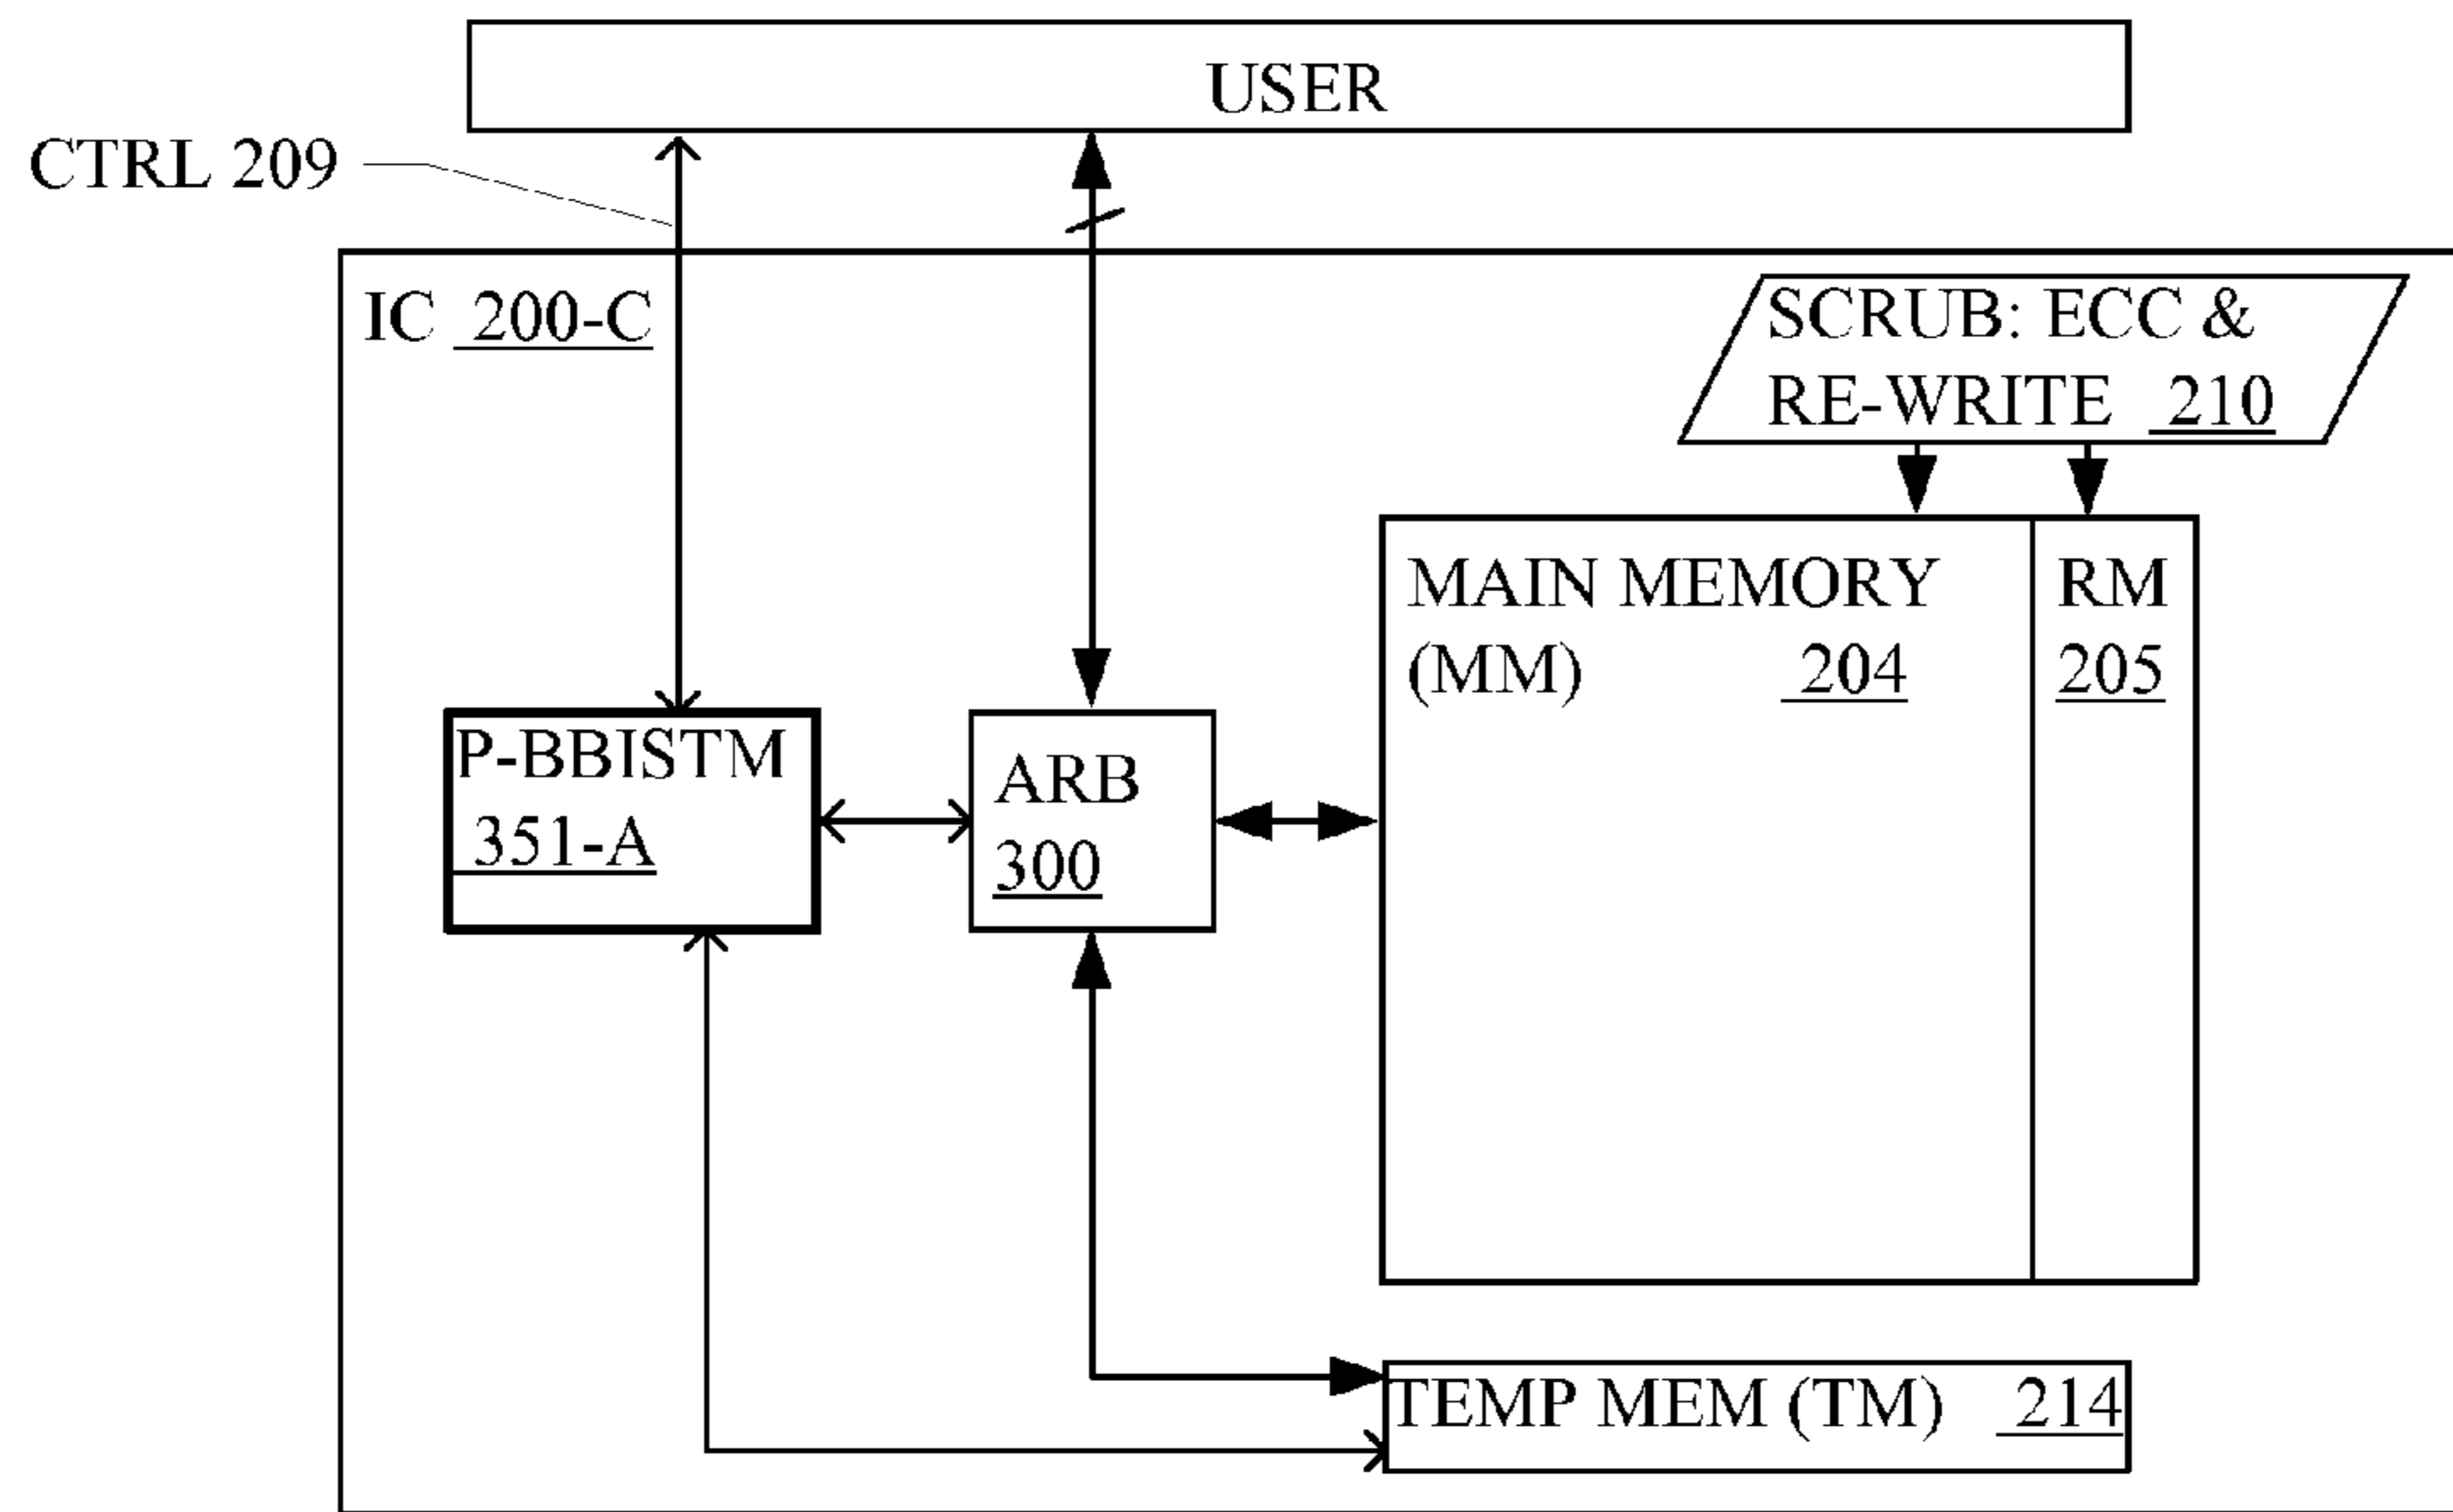 USER
CTRL 209
IC 200-C
SCRUB: ECC &
RE-WRITE 210
MAIN MEMORY
(MM) 204
RM
205
P-BBISTM
351-A
ARB
300
TEMP MEM (TM) 214